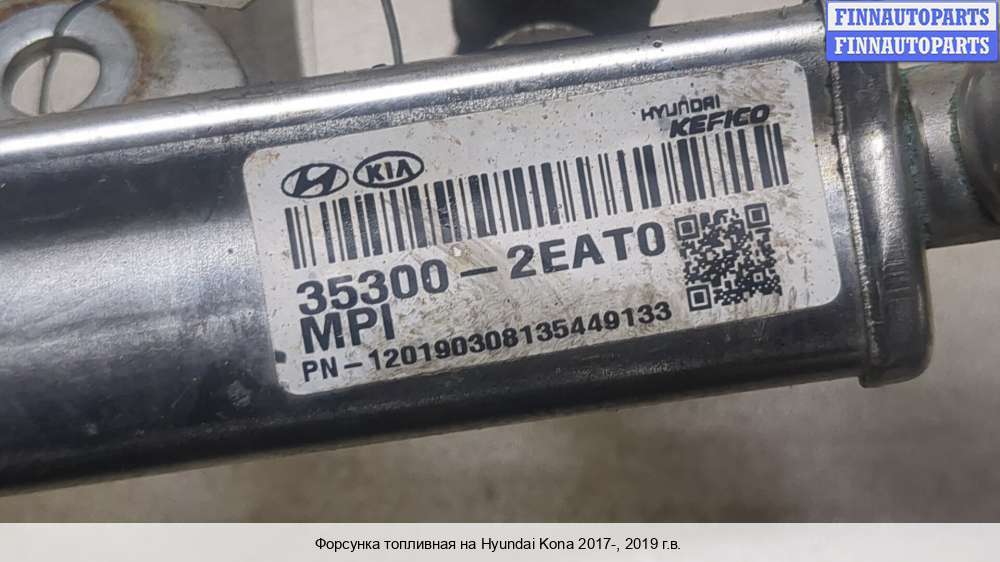 FINNAUTOPARTS
FINNAUTOPARTS
HYUNDAI
KEFICO
KIA
35300-2EAT0
MPI
PN-120190308135449133
Форсунка топливная на Hyundai Kona 2017-, 2019 г.в.